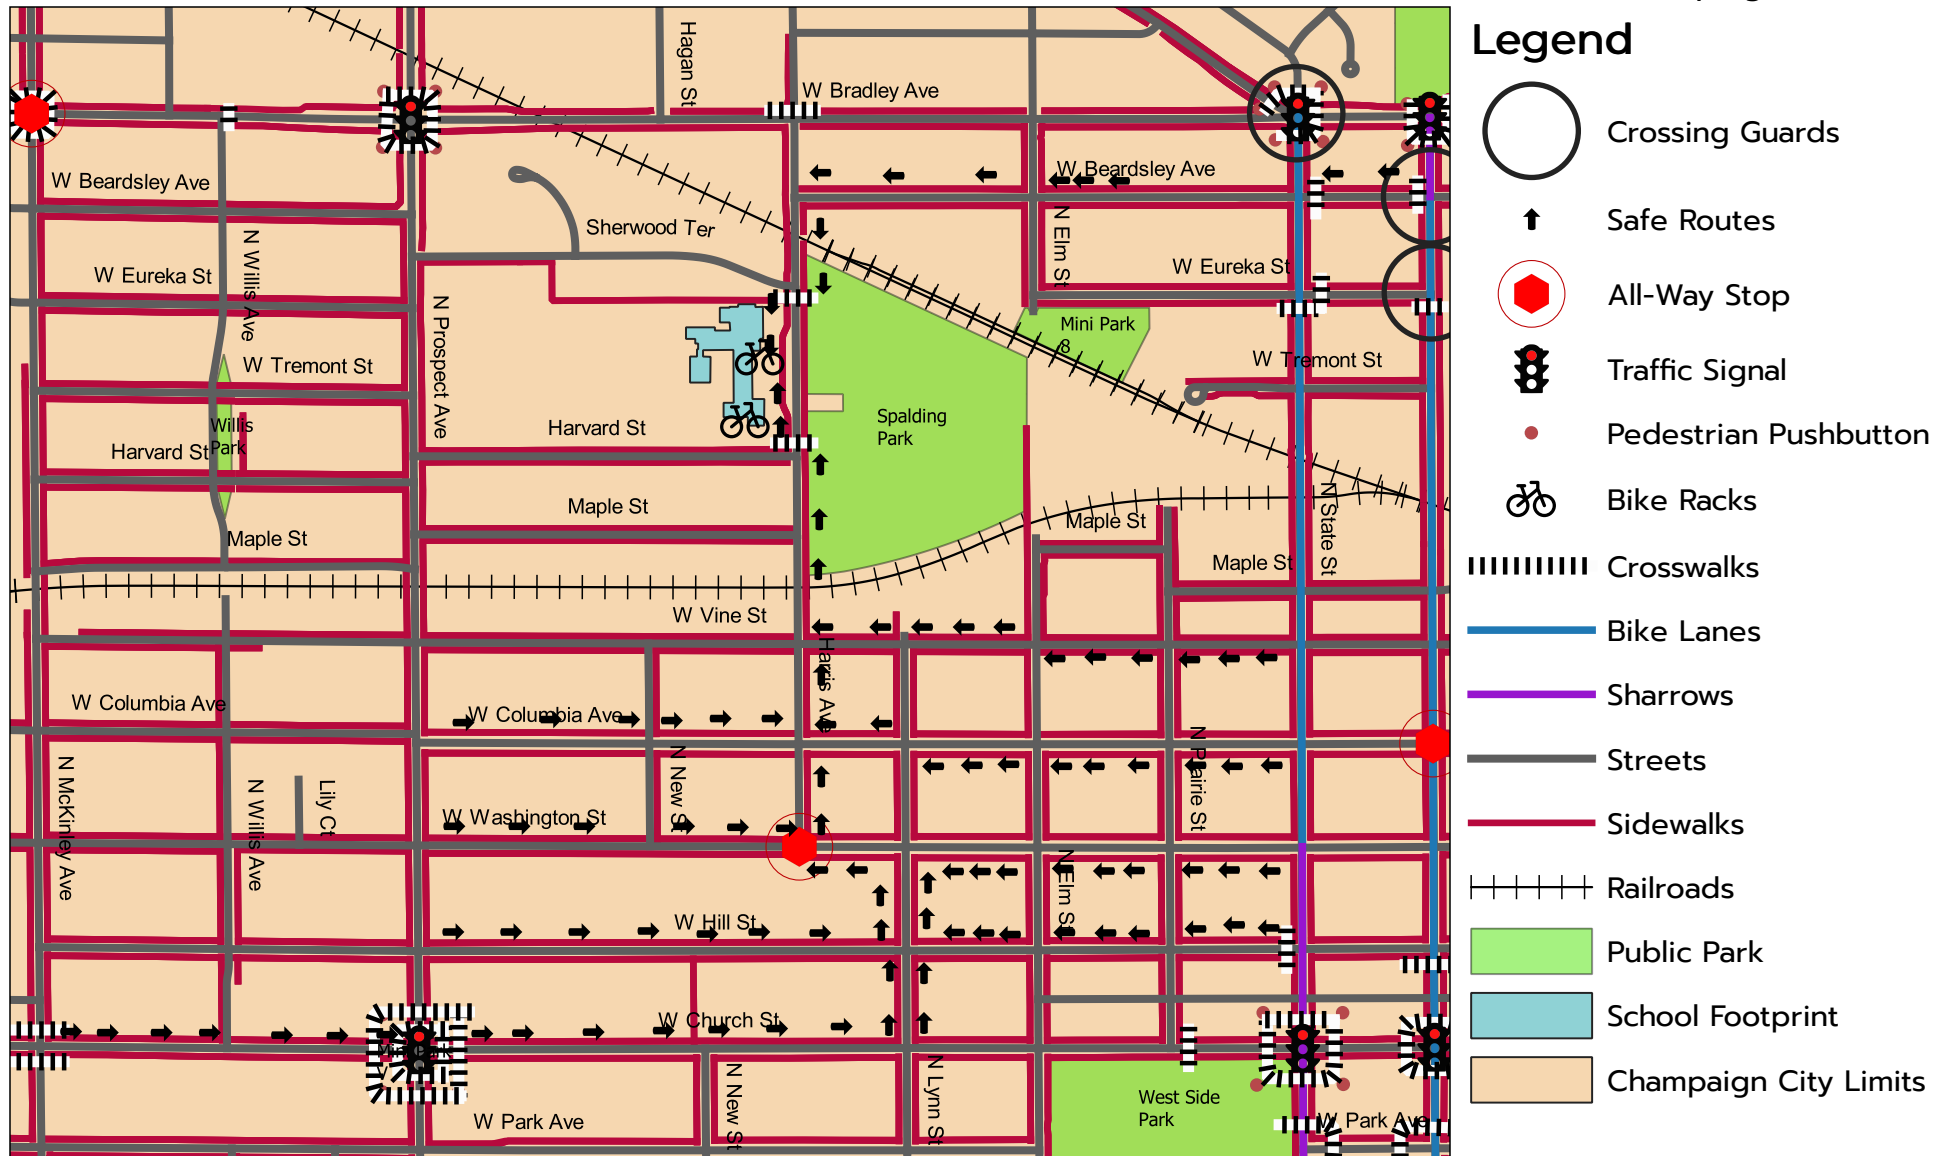 Legend
Crossing Guards
Safe Routes
All-Way Stop
Traffic Signal
Pedestrian Pushbutton
Bike Racks
Crosswalks
Bike Lanes
Sharrows
Streets
Sidewalks
Railroads
Public Park
School Footprint
Champaign City Limits
Hagan St
W Bradley Ave
W Beardsley Ave
W Beardsley Ave
Sherwood Ter
N Elm St
N Willis Ave
W Eureka St
W Eureka St
N Prospect Ave
Mini Park
8
W Tremont St
W Tremont St
Spalding
Park
Willis
Park
Harvard St
Harvard St
Maple St
Maple St
Maple St
Maple St
N State St
W Vine St
Harris Ave
W Columbia Ave
W Columbia Ave
N McKinley Ave
N Willis Ave
Lily Ct
N New St
N Prairie St
W Washington St
N Elm St
W Hill St
W Church St
Mini Park
V
N New St
N Lynn St
West Side
Park
W Park Ave
W Park Ave